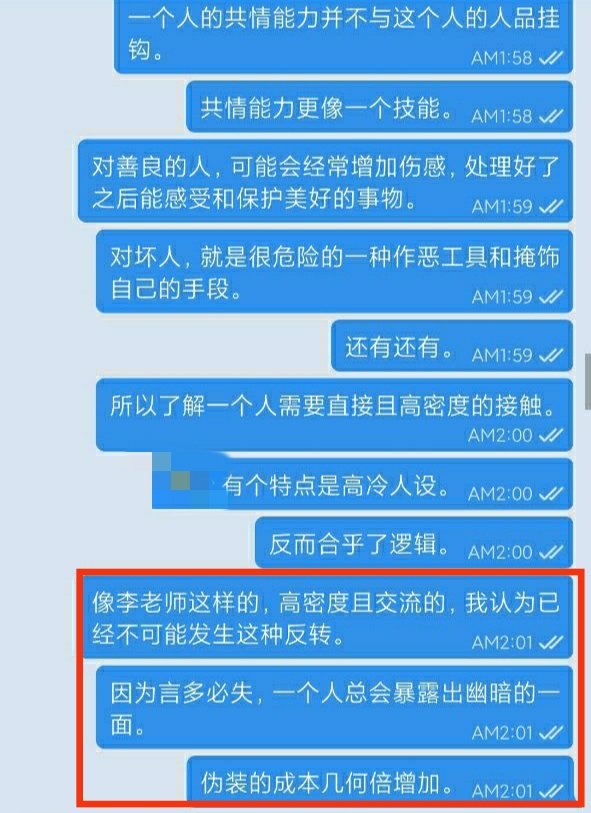 一个人的共情能力并不与这个人的人品挂
钩。
AM1:58
共情能力更像一个技能。 AM1:58
对善良的人，可能会经常增加伤感，处理好了
之后能感受和保护美好的事物。 AM1:59
对坏人，就是很危险的一种作恶工具和掩饰
自己的手段。 AM1:59
还有还有。 AM1:59
所以了解一个人需要直接且高密度的接触。
AM2:00
有个特点是高冷人设。 AM2:00
反而合乎了逻辑。 AM2:00
像李老师这样的，高密度且交流的，我认为已
经不可能发生这种反转。 AM2:01
因为言多必失，一个人总会暴露出幽暗的一
面。 AM2:01
伪装的成本几何倍增加。 AM2:01